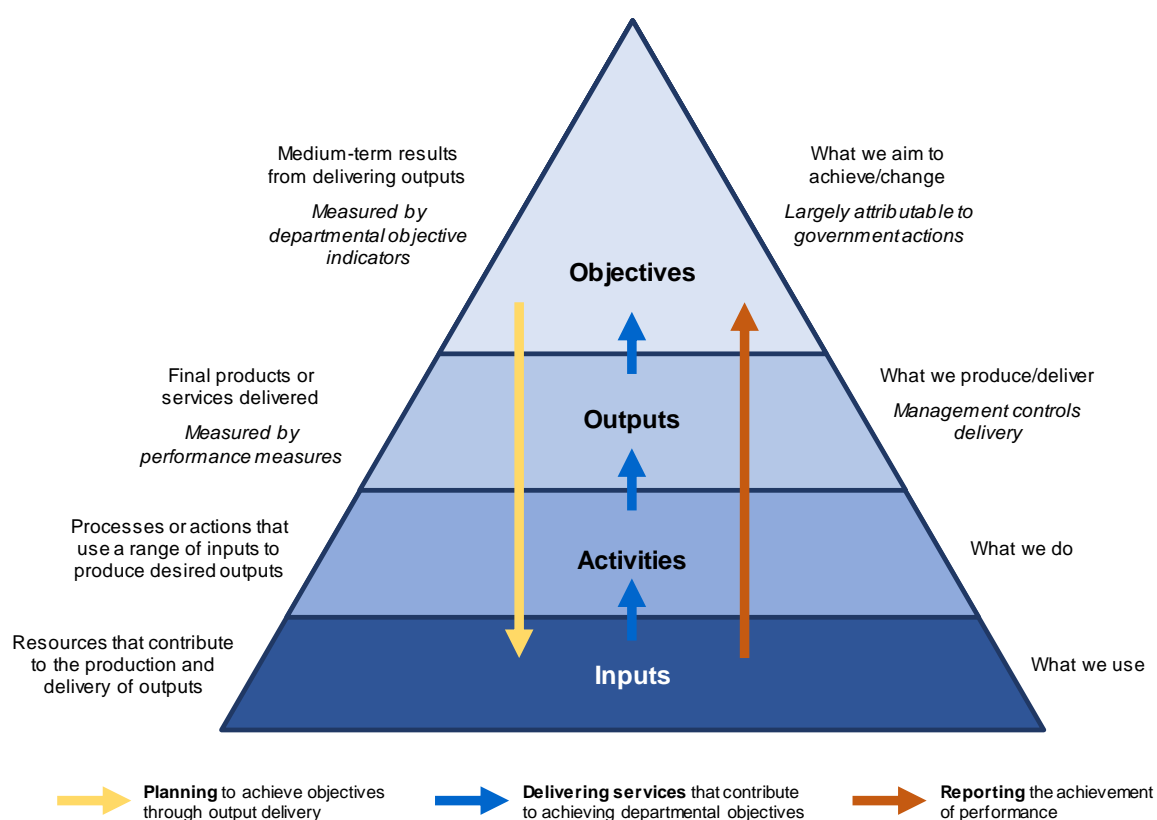 Medium-term results
from delivering outputs
Measured by
departmental objective
indicators
What we aim to
achieve/change
Largely attributable to
government actions
Objectives
Final products or
services delivered
Measured by
performance measures
What we produce/deliver
Management controls
delivery
Outputs
Processes or actions that
use a range of inputs to
produce desired outputs
What we do
Activities
Resources that contribute
to the production and
delivery of outputs
What we use
Inputs
Planning to achieve objectives
through output delivery
Delivering services that contribute
to achieving departmental objectives
Reporting the achievement
of performance